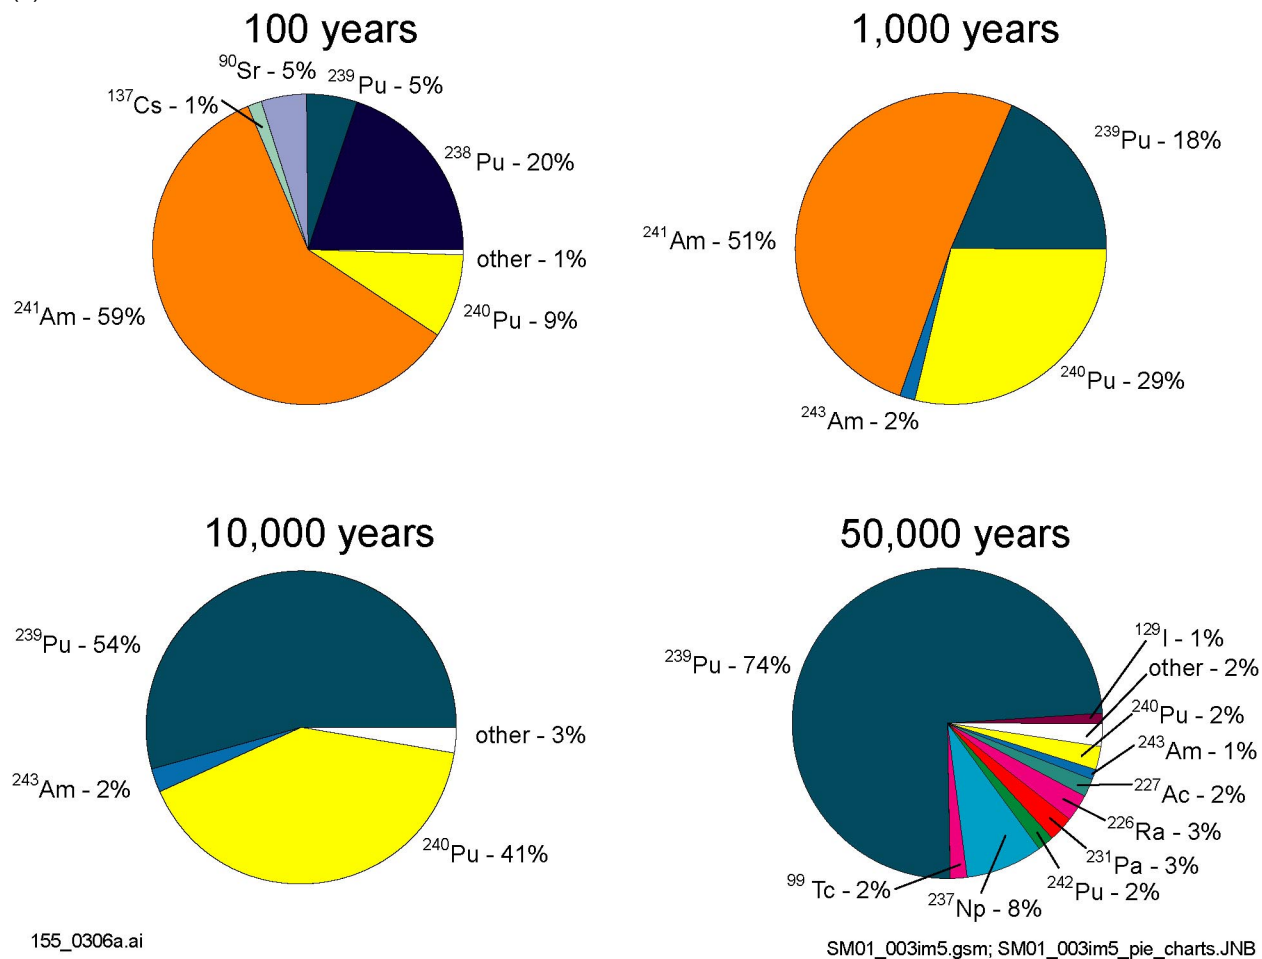 100 years
⁹⁰Sr - 5%
²³⁹Pu - 5%
¹³⁷Cs - 1%
²³⁸Pu - 20%
other - 1%
²⁴¹Am - 59%
²⁴⁰Pu - 9%
1,000 years
²³⁹Pu - 18%
²⁴¹Am - 51%
²⁴⁰Pu - 29%
²⁴³Am - 2%
10,000 years
²³⁹Pu - 54%
other - 3%
²⁴³Am - 2%
²⁴⁰Pu - 41%
50,000 years
¹²⁹I - 1%
²³⁹Pu - 74%
other - 2%
²⁴⁰Pu - 2%
²⁴³Am - 1%
²²⁷Ac - 2%
²²⁶Ra - 3%
²³¹Pa - 3%
²⁴²Pu - 2%
⁹⁹Tc - 2%
²³⁷Np - 8%
155_0306a.ai
SM01_003im5.gsm; SM01_003im5_pie_charts.JNB